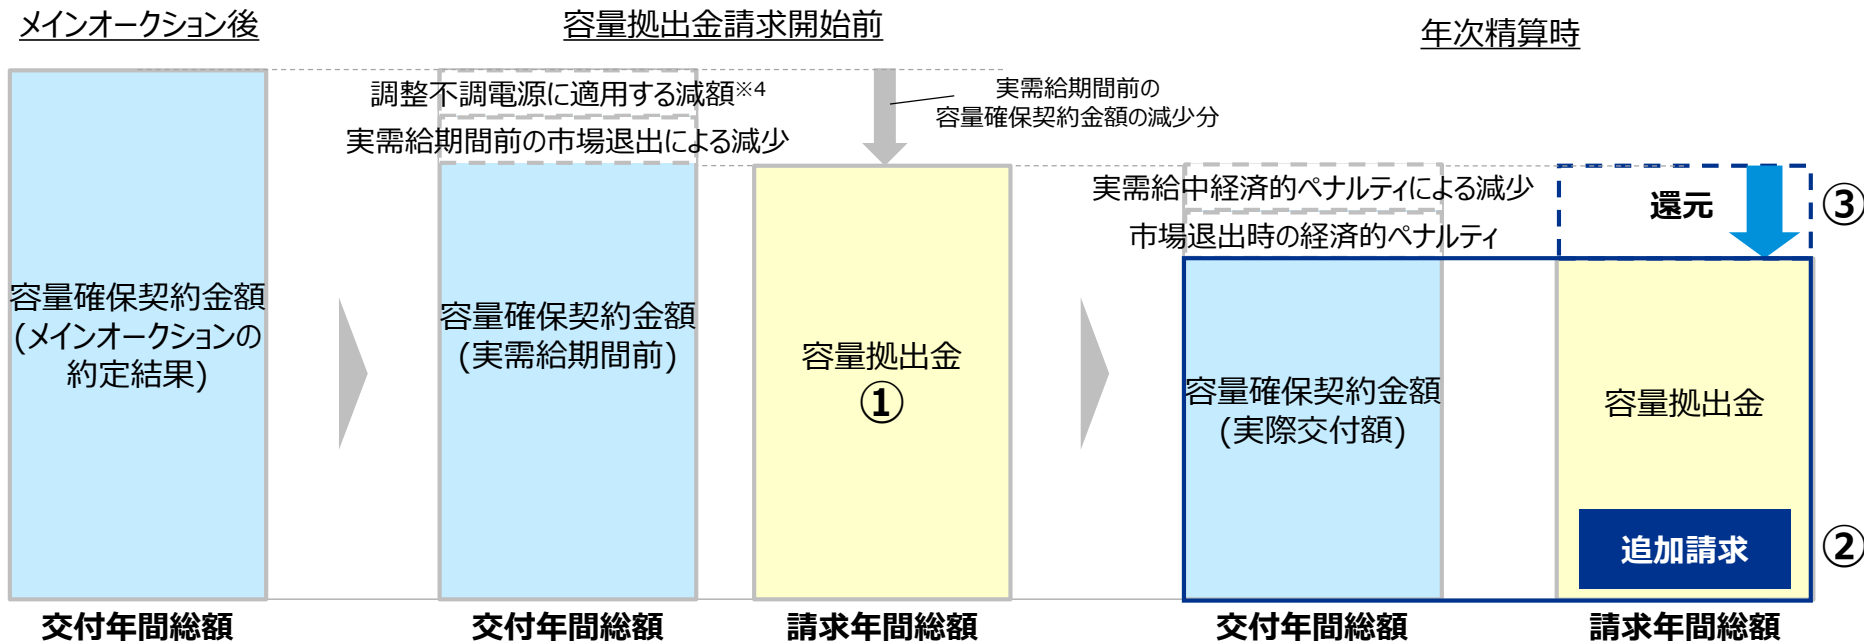 メインオークション後
容量拠出金請求開始前
年次精算時
調整不調電源に適用する減額※4
実需給期間前の市場退出による減少
実需給期間前の
容量確保契約金額の減少分
実需給中経済的ペナルティによる減少
市場退出時の経済的ペナルティ
還元
③
容量確保契約金額
(メインオークションの
約定結果)
容量確保契約金額
(実需給期間前)
容量拠出金
①
容量確保契約金額
(実際交付額)
容量拠出金
追加請求
②
交付年間総額
交付年間総額
請求年間総額
交付年間総額
請求年間総額